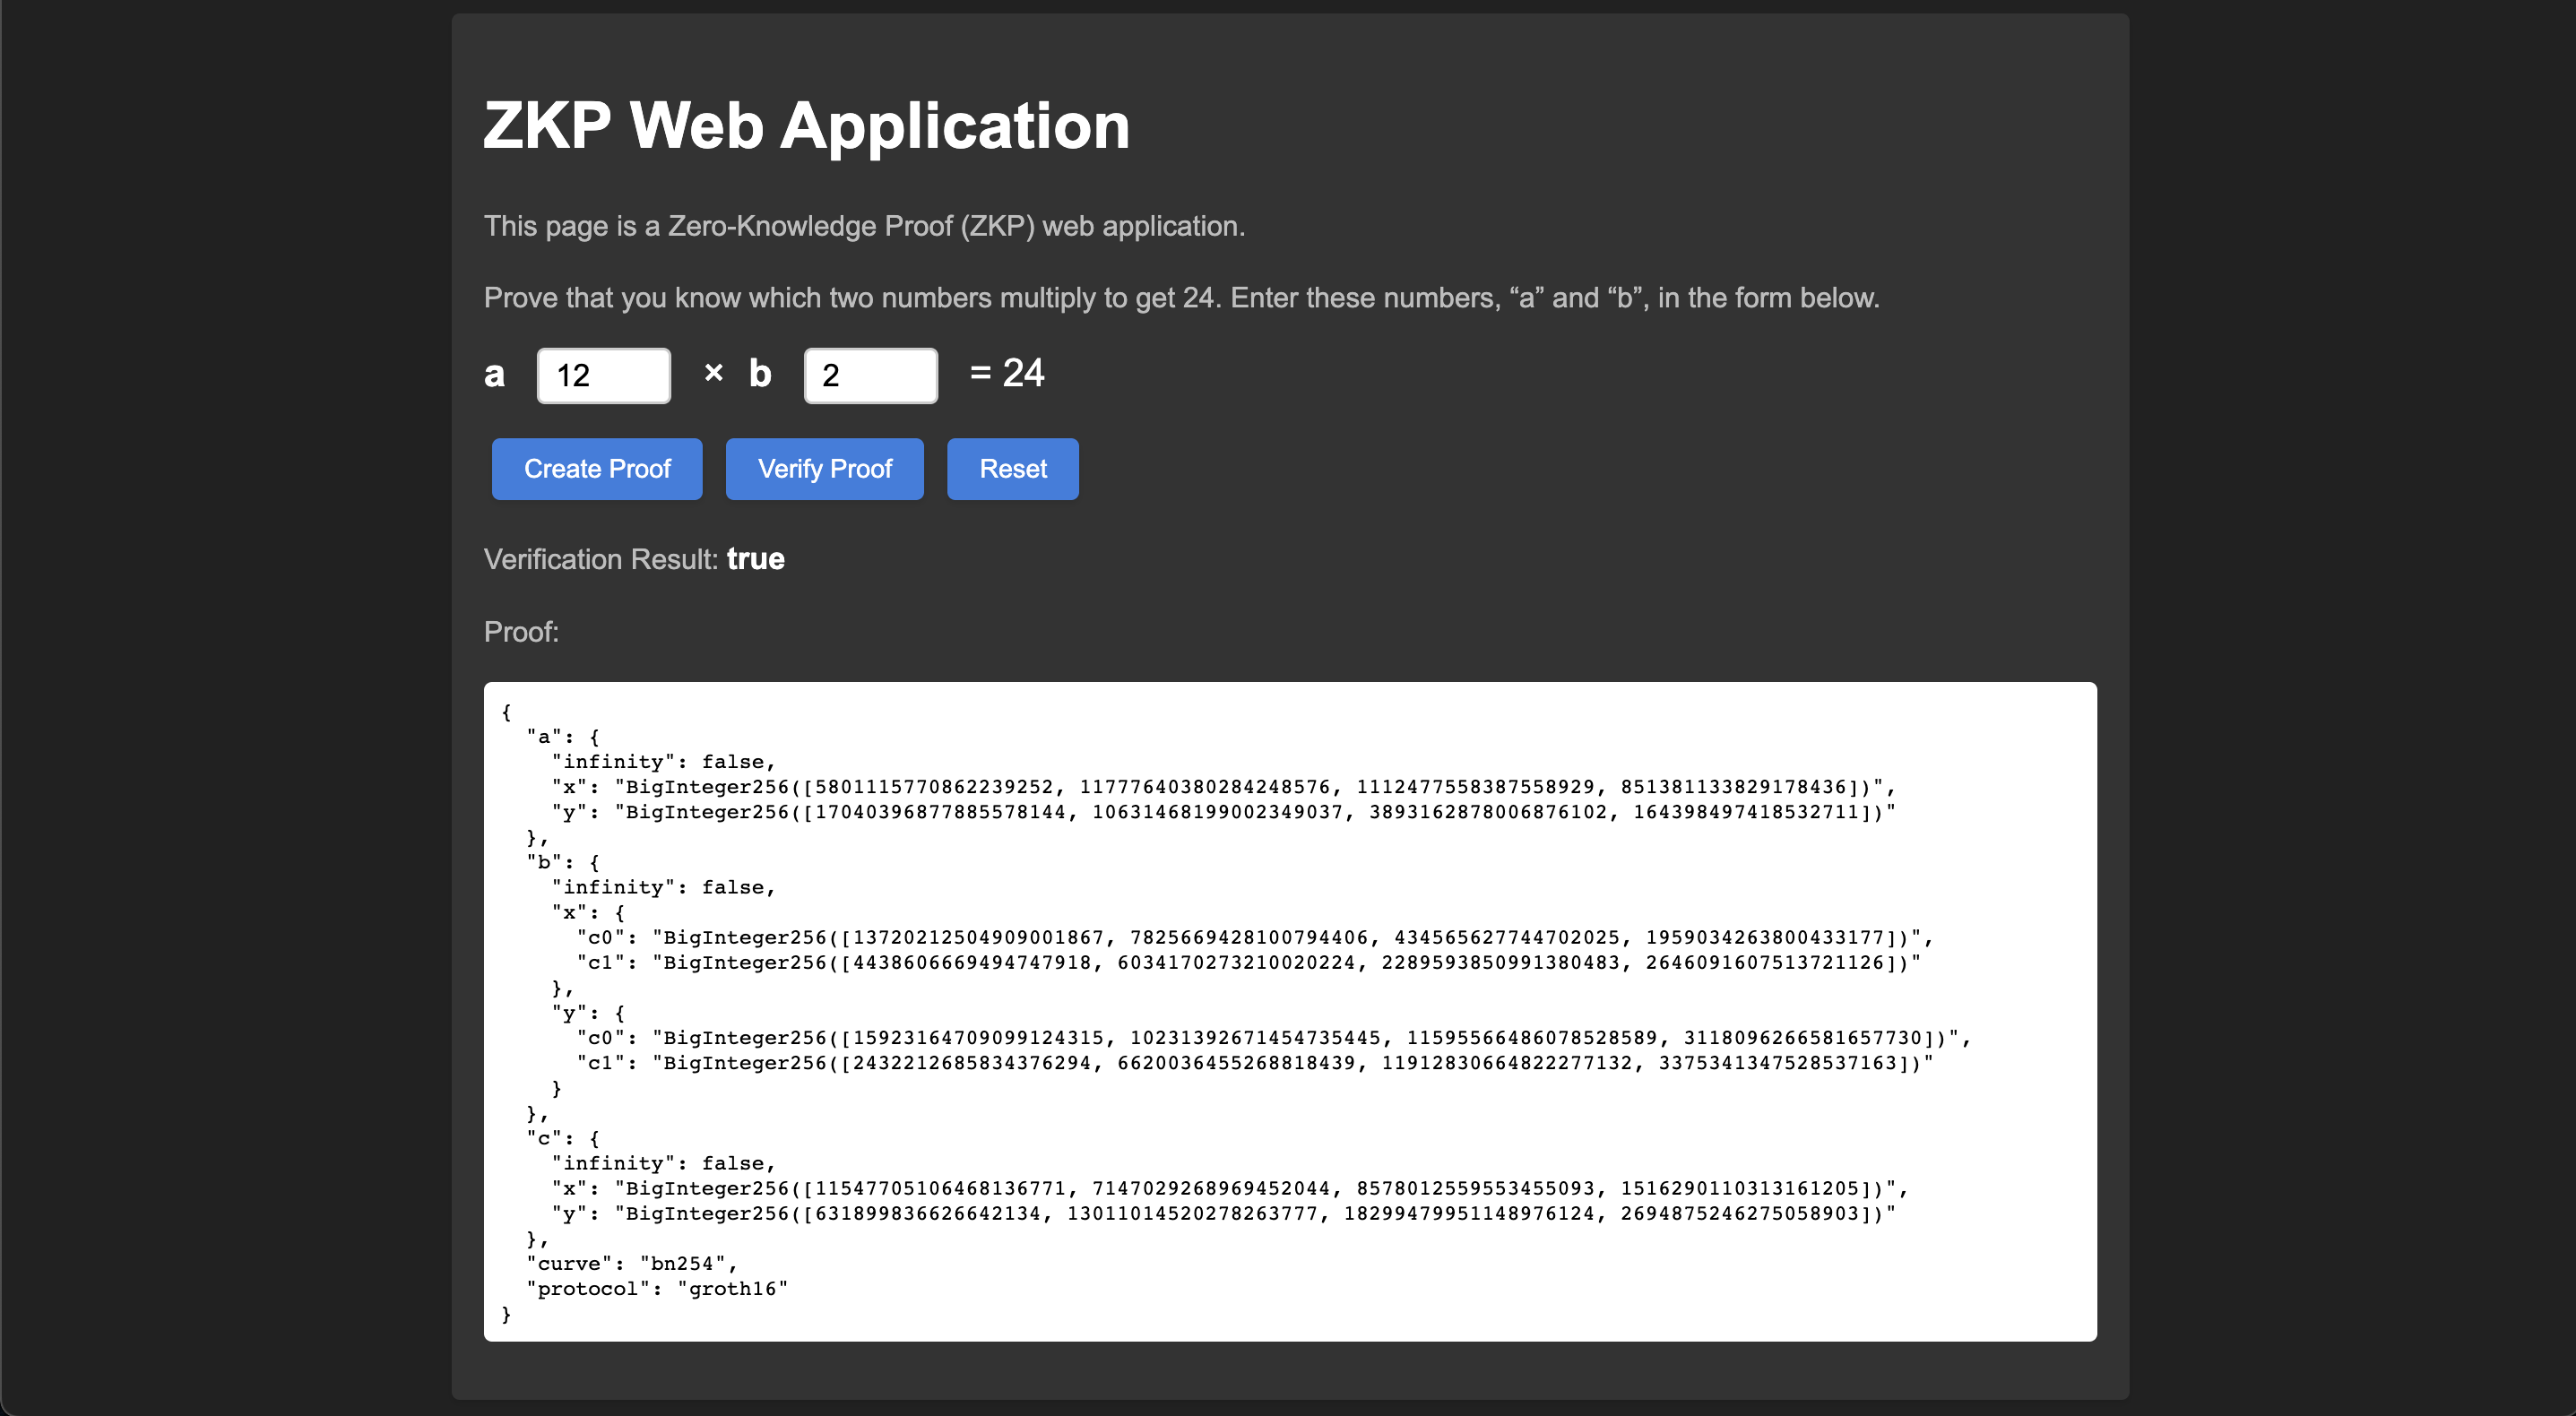 ZKP Web Application
This page is a Zero-Knowledge Proof (ZKP) web application.
Prove that you know which two numbers multiply to get 24. Enter these numbers, “a” and “b”, in the form below.
a 12 × b 2 = 24
Create Proof Verify Proof Reset
Verification Result: true
Proof:
{
  "a": {
    "infinity": false,
    "x": "BigInteger256([5801115770862239252, 11777640380284248576, 1112477558387558929, 851381133829178436])",
    "y": "BigInteger256([17040396877885578144, 10631468199002349037, 3893162878006876102, 164398497418532711])"
  },
  "b": {
    "infinity": false,
    "x": {
      "c0": "BigInteger256([13720212504909001867, 7825669428100794406, 434565627744702025, 1959034263800433177])",
      "c1": "BigInteger256([4438606669494747918, 6034170273210020224, 2289593850991380483, 2646091607513721126])"
    },
    "y": {
      "c0": "BigInteger256([15923164709099124315, 10231392671454735445, 11595566486078528589, 3118096266581657730])",
      "c1": "BigInteger256([2432212685834376294, 6620036455268818439, 11912830664822277132, 3375341347528537163])"
    }
  },
  "c": {
    "infinity": false,
    "x": "BigInteger256([11547705106468136771, 7147029268969452044, 8578012559553455093, 1516290110313161205])",
    "y": "BigInteger256([631899836626642134, 13011014520278263777, 18299479951148976124, 2694875246275058903])"
  },
  "curve": "bn254",
  "protocol": "groth16"
}